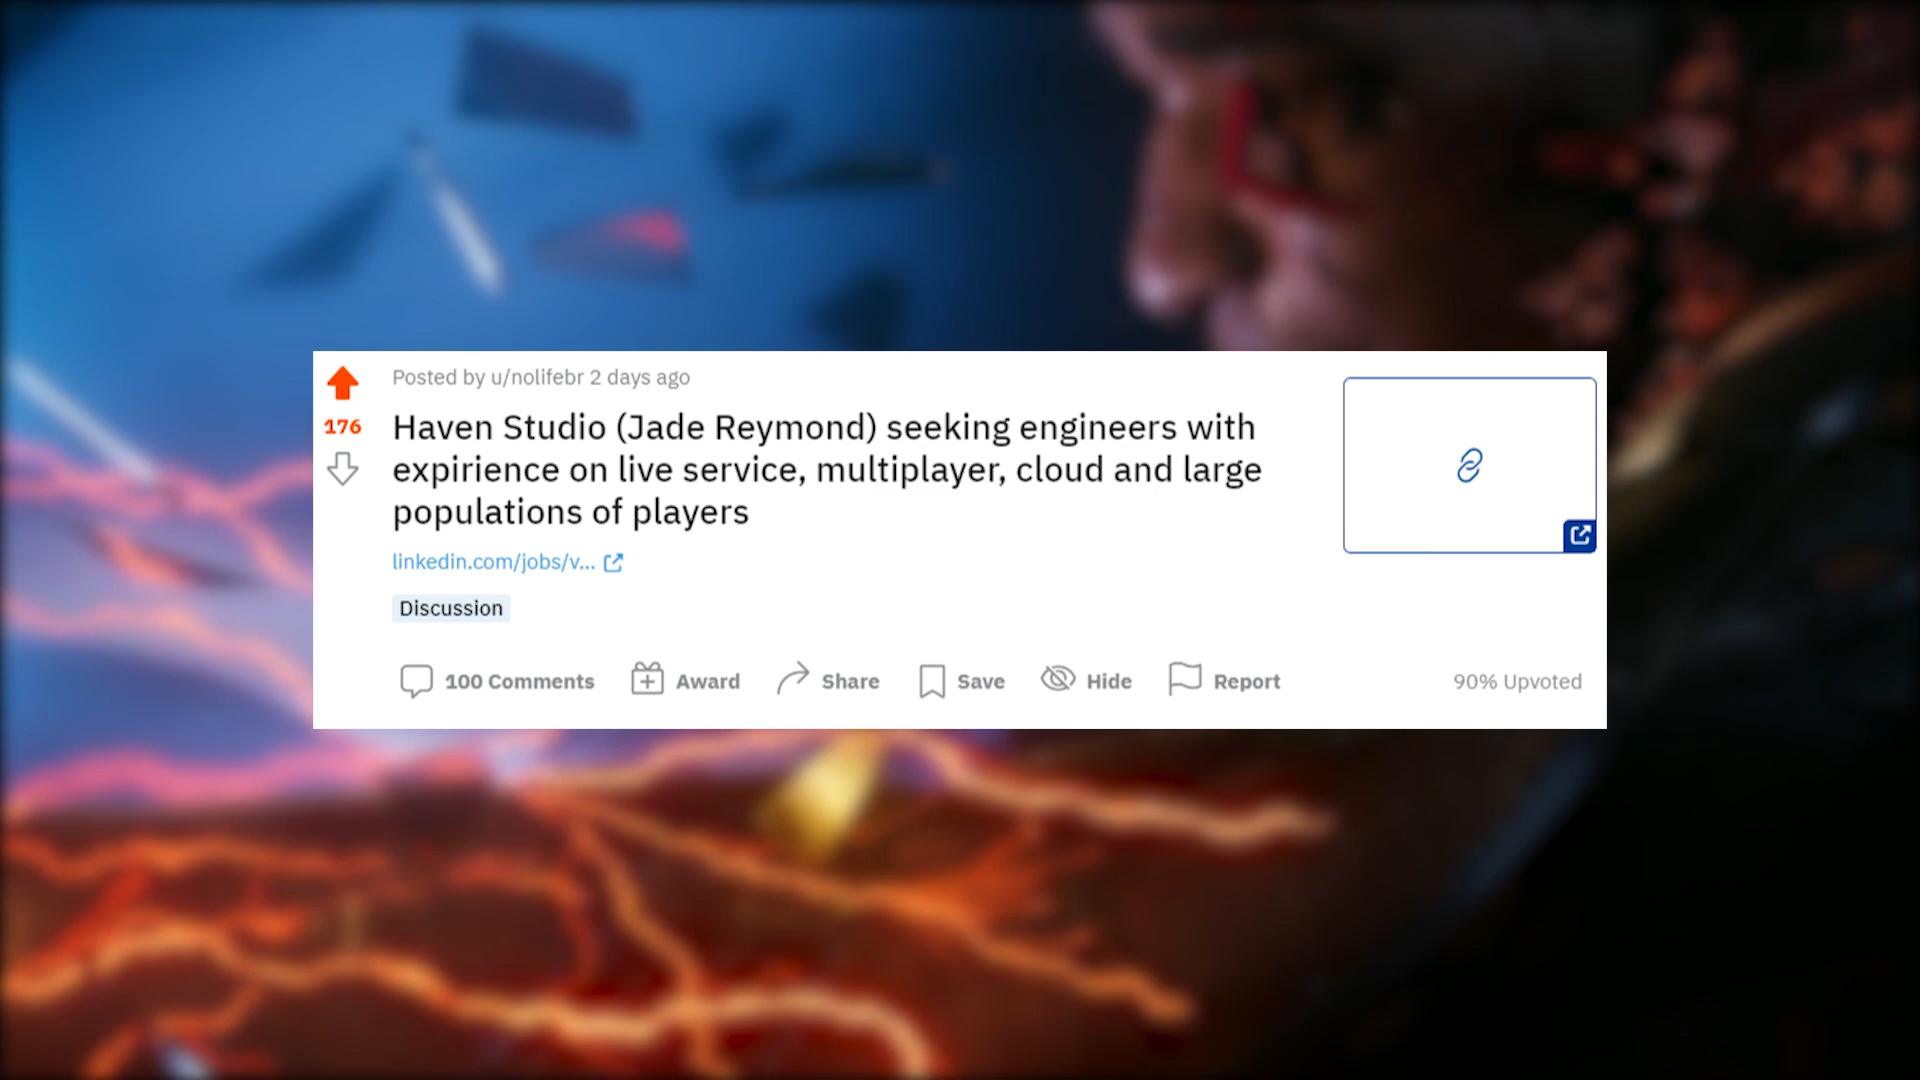 Posted by u/nolifebr 2 days ago
176
Haven Studio (Jade Reymond) seeking engineers with
expirience on live service, multiplayer, cloud and large
populations of players
linkedin.com/jobs/v...
Discussion
100 Comments Award Share Save Hide Report 90% Upvoted